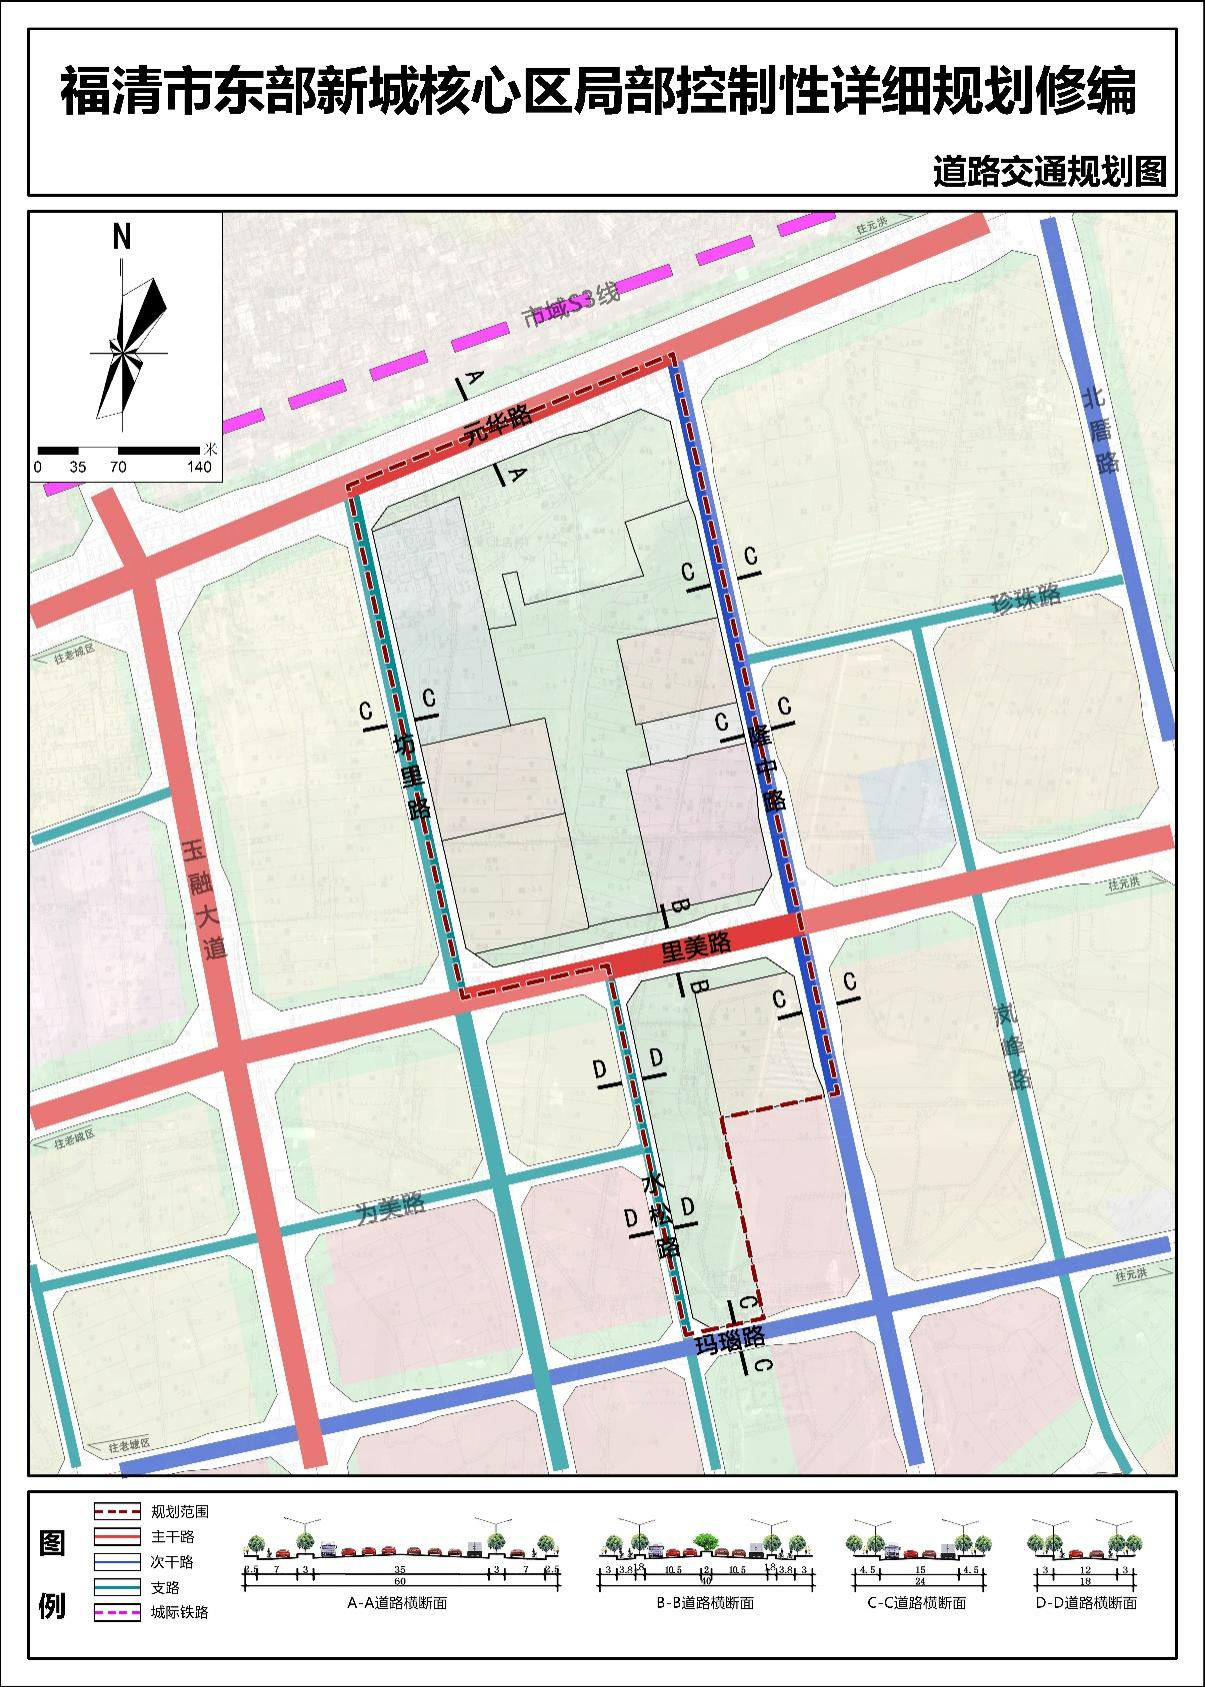 福清市东部新城核心区局部控制性详细规划修编
道路交通规划图
N
米
0 35 70 140
往元洪
市域S3线
A
元华路
A
北厝路
C
C
珍珠路
往老城区
C
C
C
C
坊里路
隆中路
玉融大道
往元洪
B
里美路
B
C
C
岚峰路
D
D
往老城区
为美路
水松路
D
D
往元洪
C
玛瑙路
C
往老城区
图例
规划范围
主干路
次干路
支路
城际铁路
2.5 7 3 35 3 7 2.5
60
A-A道路横断面
3 3.8 1.8 10.5 2 10.5 1.8 3.8 3
40
B-B道路横断面
4.5 15 4.5
24
C-C道路横断面
3 12 3
18
D-D道路横断面